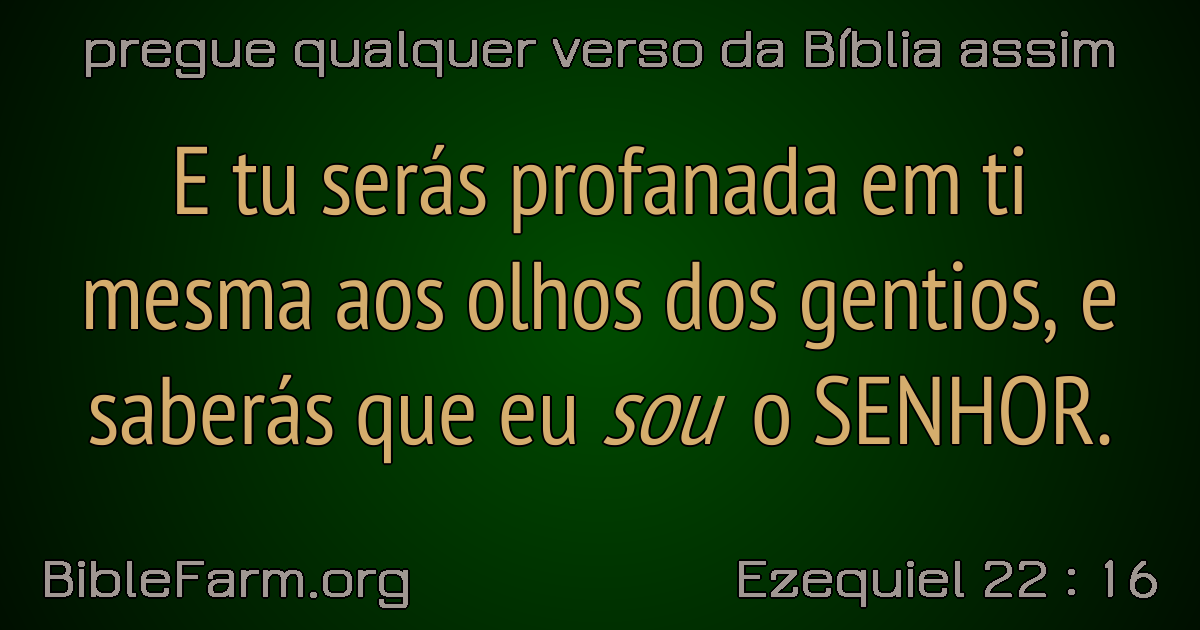 pregue qualquer verso da Bíblia assim
E tu serás profanada em ti
mesma aos olhos dos gentios, e
saberás que eu sou o SENHOR.
BibleFarm.org
Ezequiel 22 : 16